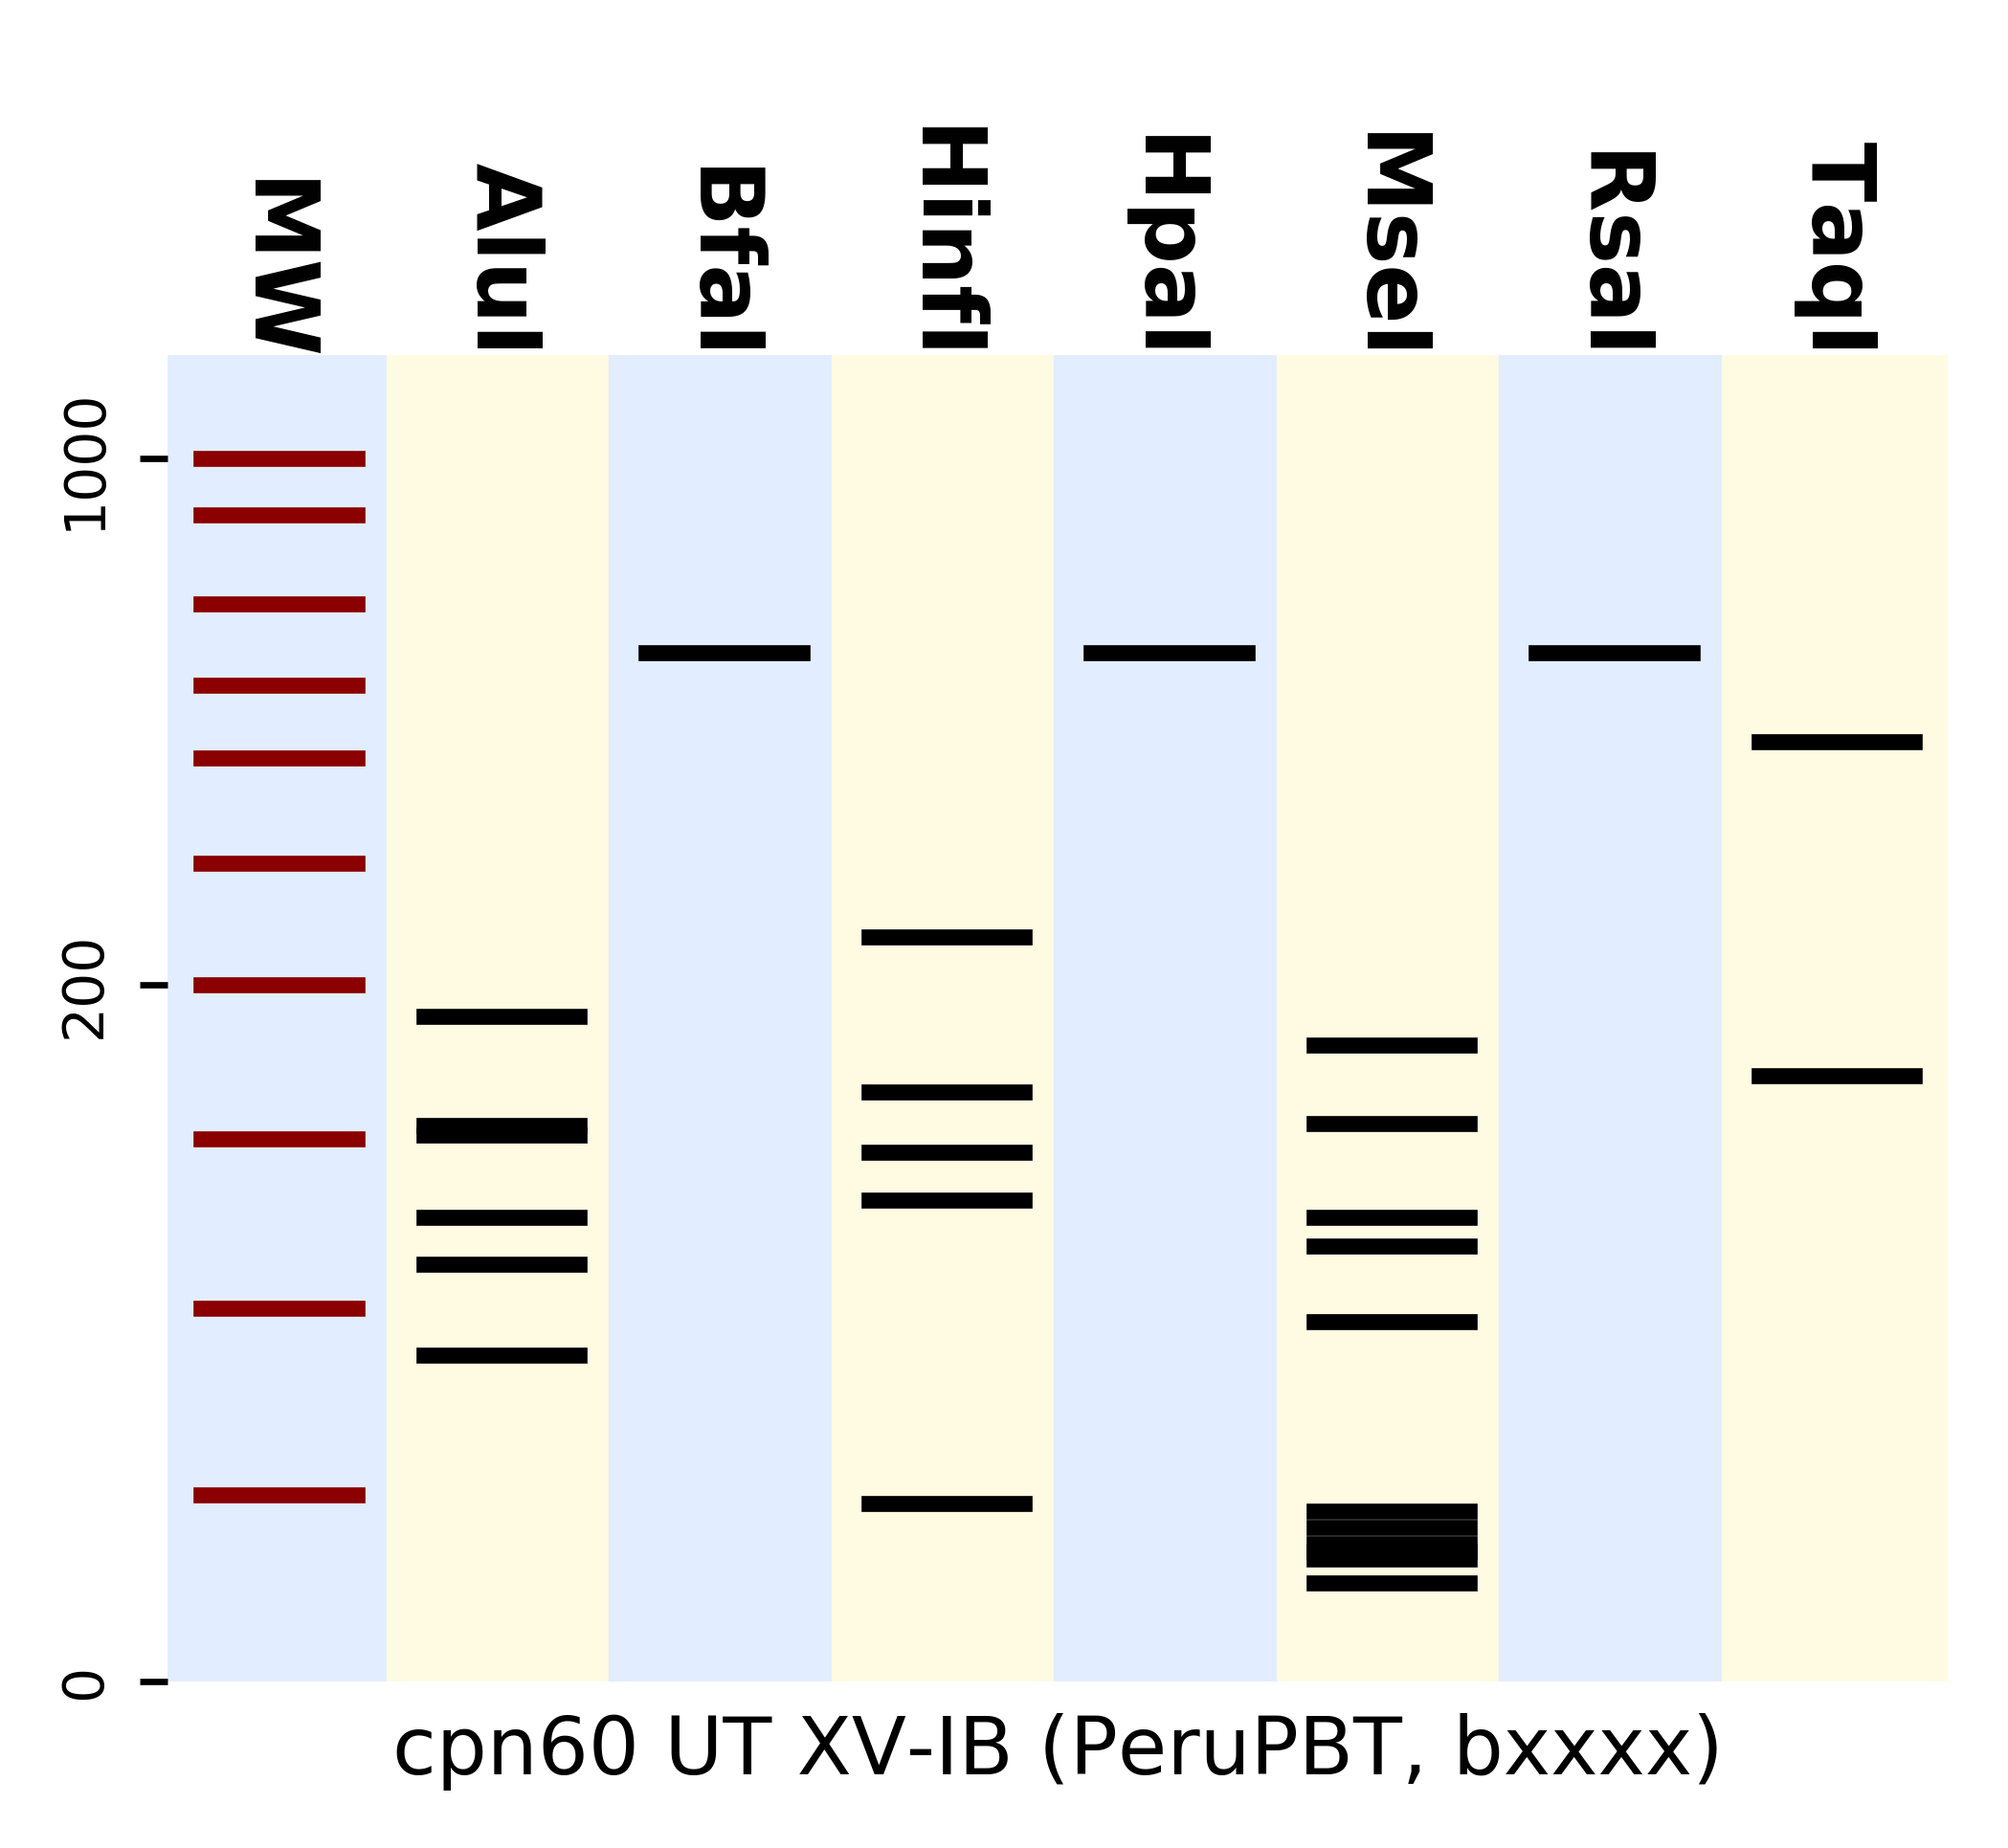 MW
AluI
BfaI
HinfI
HpaI
MseI
RsaI
TaqI
1000
200
0
cpn60 UT XV-IB (PeruPBT, bxxxx)